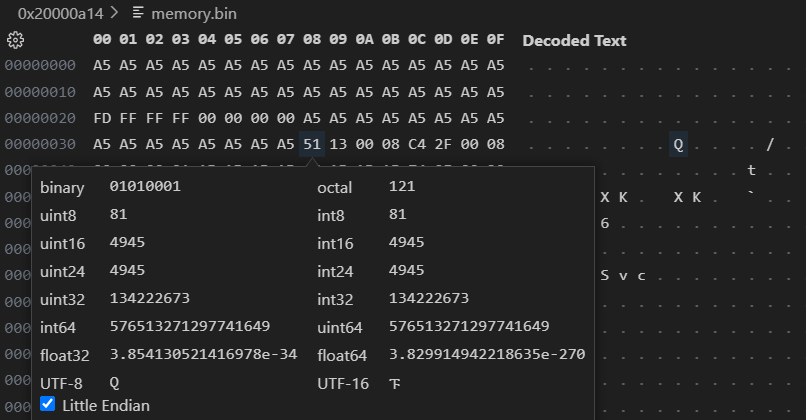 0x20000a14 > memory.bin
00 01 02 03 04 05 06 07 08 09 0A 0B 0C 0D 0E 0F Decoded Text
00000000 A5 A5 A5 A5 A5 A5 A5 A5 A5 A5 A5 A5 A5 A5 A5 A5 . . . . . . . . . . . . . . . .
00000010 A5 A5 A5 A5 A5 A5 A5 A5 A5 A5 A5 A5 A5 A5 A5 A5 . . . . . . . . . . . . . . . .
00000020 FD FF FF FF 00 00 00 00 A5 A5 A5 A5 A5 A5 A5 A5 . . . . . . . . . . . . . . . .
00000030 A5 A5 A5 A5 A5 A5 A5 A5 51 13 00 08 C4 2F 00 08 . . . . . . . . Q . . . . / . .
t
binary 01010001 octal 121
X K . X K . ` . .
uint8 81 int8 81
6
uint16 4945 int16 4945
uint24 4945 int24 4945
S v c
uint32 134222673 int32 134222673
int64 576513271297741649 uint64 576513271297741649
float32 3.854130521416978e-34 float64 3.829914942218635e-270
UTF-8 Q UTF-16 ፑ
Little Endian